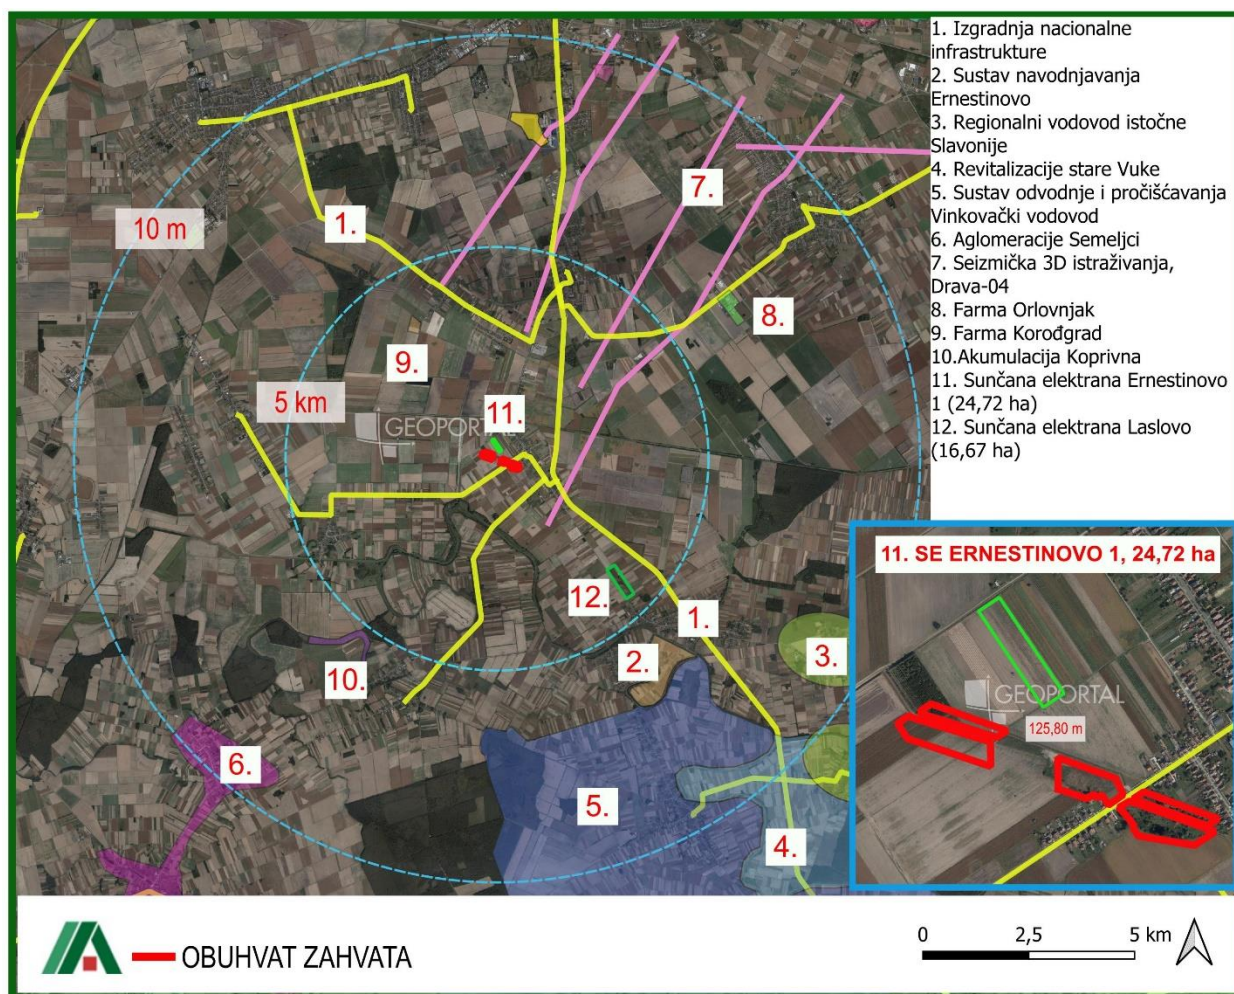 1. Izgradnja nacionalne
infrastrukture
2. Sustav navodnjavanja
Ernestinovo
3. Regionalni vodovod istočne
Slavonije
4. Revitalizacije stare Vuke
5. Sustav odvodnje i pročišćavanja
Vinkovački vodovod
6. Aglomeracije Semeljci
7. Seizmička 3D istraživanja,
Drava-04
8. Farma Orlovnjak
9. Farma Korođgrad
10.Akumulacija Koprivna
11. Sunčana elektrana Ernestinovo
1 (24,72 ha)
12. Sunčana elektrana Laslovo
(16,67 ha)
7.
10 m
1.
8.
9.
5 km
11.
GEOPORTAL
12.
1.
2.
3.
10.
6.
5.
4.
11. SE ERNESTINOVO 1, 24,72 ha
GEOPORTAL
125,80 m
OBUHVAT ZAHVATA
0 2,5 5 km